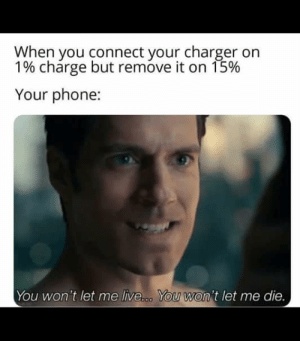 When you connect your charger on
1% charge but remove it on 15%
Your phone:
You won't let me live... You won't let me die.